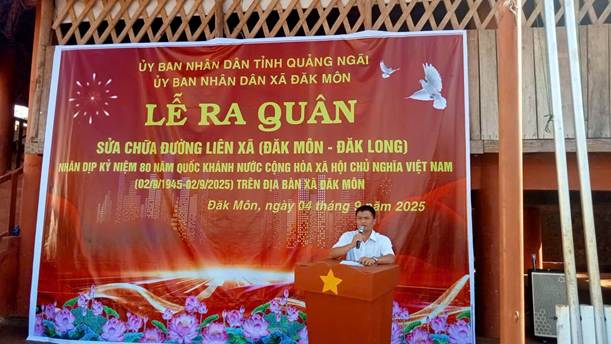 ỦY BAN NHÂN DÂN TỈNH QUẢNG NGÃI
ỦY BAN NHÂN DÂN XÃ ĐĂK MÔN
LỄ RA QUÂN
SỬA CHỮA ĐƯỜNG LIÊN XÃ (ĐĂK MÔN - ĐĂK LONG)
NHÂN DỊP KỶ NIỆM 80 NĂM QUỐC KHÁNH NƯỚC CỘNG HÒA XÃ HỘI CHỦ NGHĨA VIỆT NAM
(02/9/1945-02/9/2025) TRÊN ĐỊA BÀN XÃ ĐĂK MÔN
Đăk Môn, ngày 04 tháng 9 năm 2025